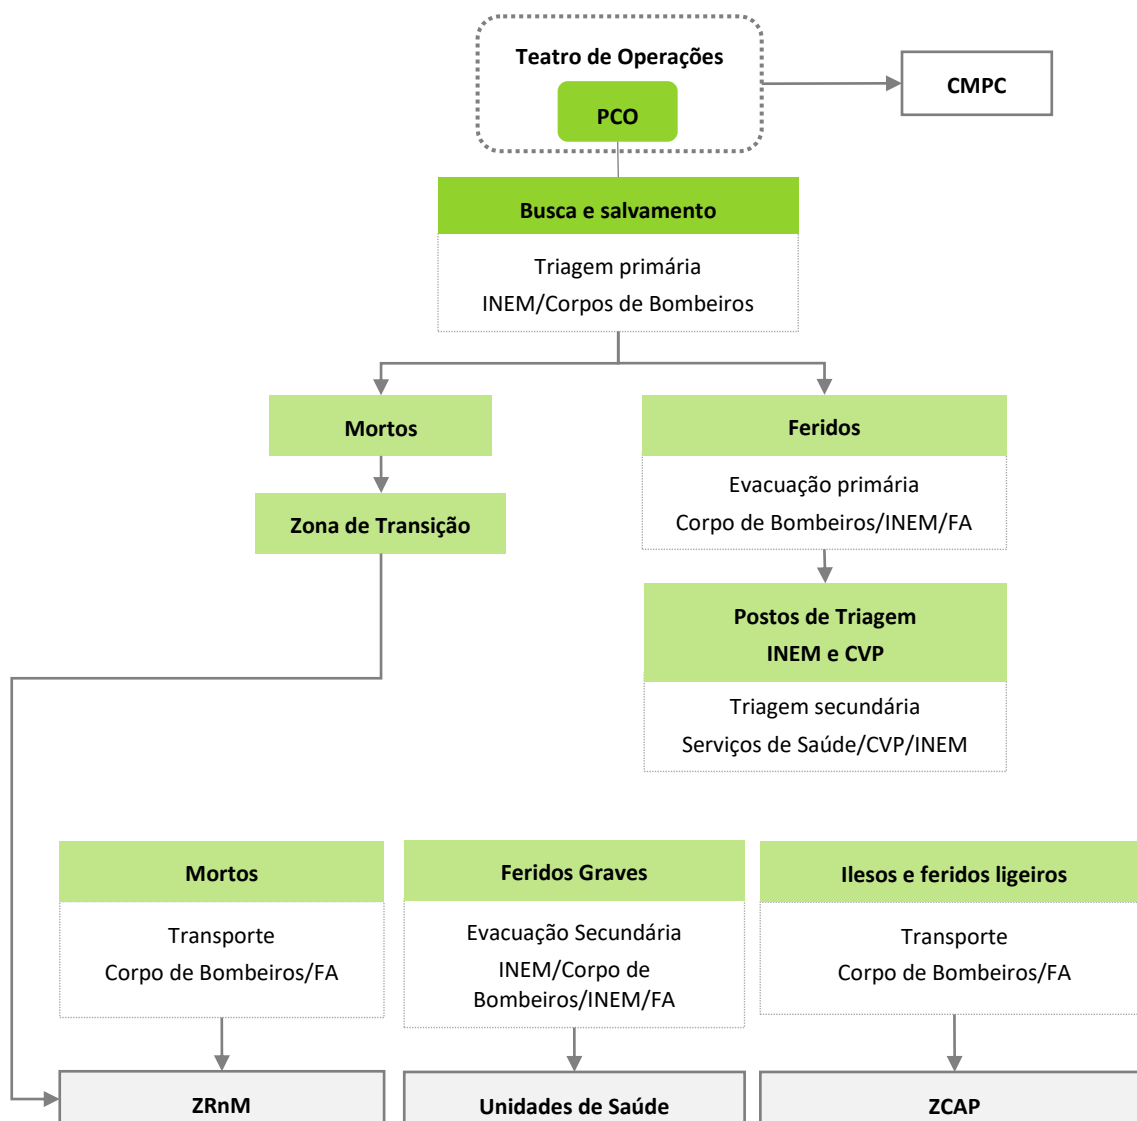 Teatro de Operações
PCO
CMPC
Busca e salvamento
Triagem primária
INEM/Corpos de Bombeiros
Mortos
Zona de Transição
Feridos
Evacuação primária
Corpo de Bombeiros/INEM/FA
Postos de Triagem
INEM e CVP
Triagem secundária
Serviços de Saúde/CVP/INEM
Mortos
Transporte
Corpo de Bombeiros/FA
Feridos Graves
Evacuação Secundária
INEM/Corpo de
Bombeiros/INEM/FA
Ilesos e feridos ligeiros
Transporte
Corpo de Bombeiros/FA
ZRnM
Unidades de Saúde
ZCAP